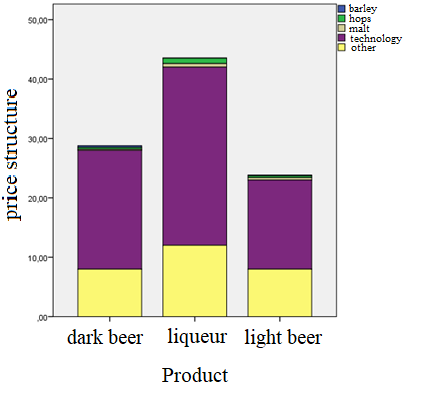 barley
hops
malt
technology
other
price structure
50,00
40,00
30,00
20,00
10,00
,00
dark beer
liqueur
light beer
Product